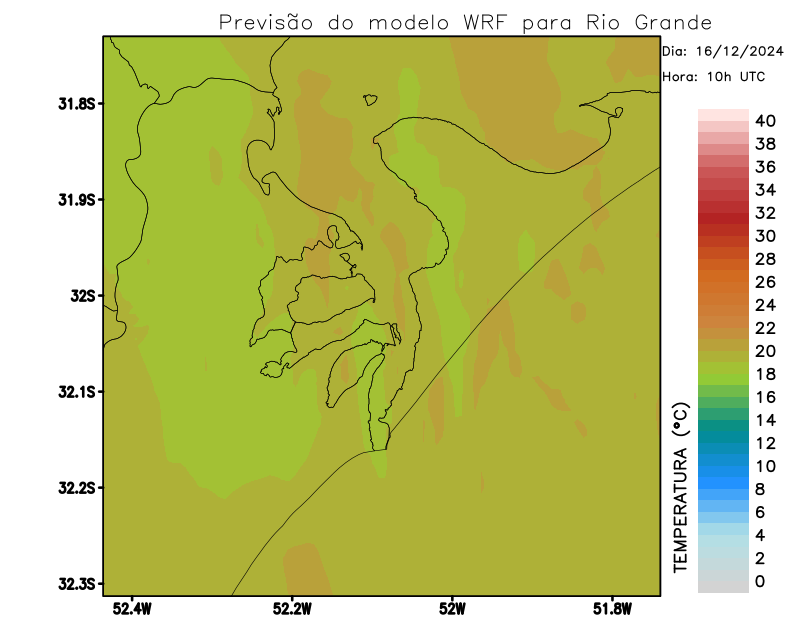 Previsão do modelo WRF para Rio Grande
Dia: 16/12/2024
Hora: 10h UTC
31.8S
31.9S
32S
32.1S
32.2S
32.3S
52.4W
52.2W
52W
51.8W
TEMPERATURA (°C)
40
38
36
34
32
30
28
26
24
22
20
18
16
14
12
10
8
6
4
2
0